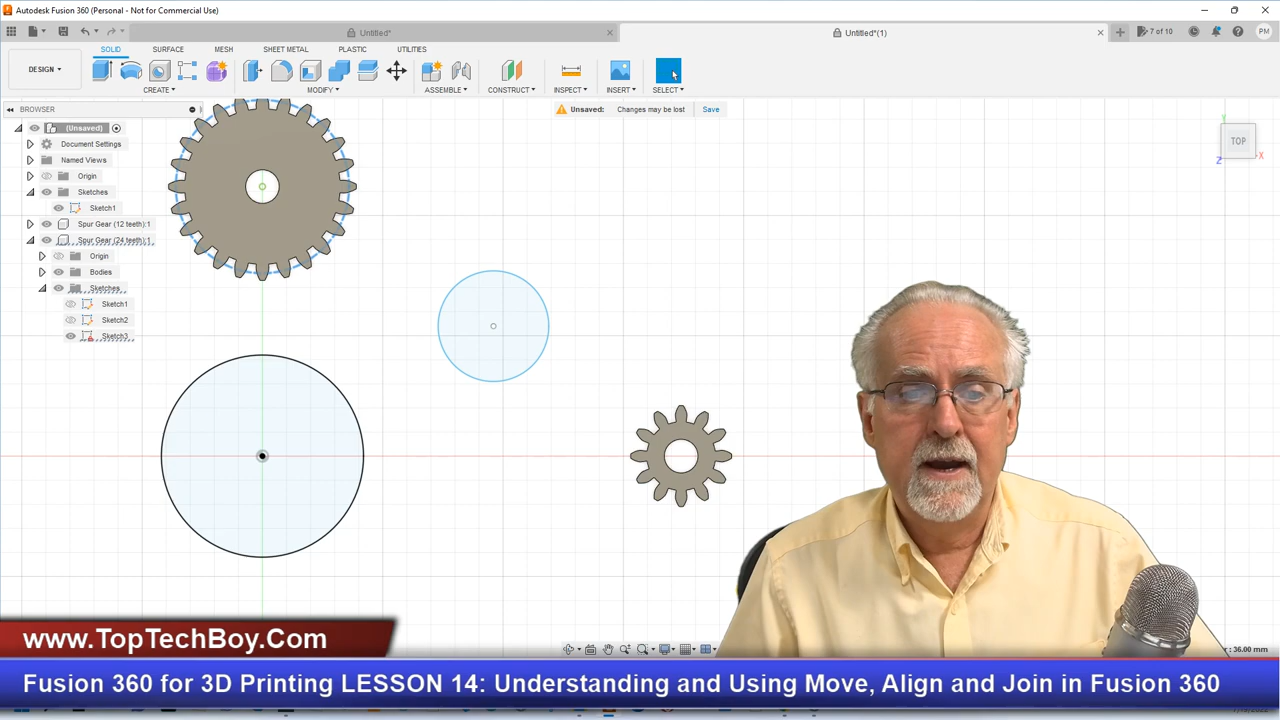 Autodesk Fusion 360 (Personal - Not for Commercial Use)
Untitled*
Untitled*(1)
7 of 10
PM
DESIGN
SOLID
SURFACE
MESH
SHEET METAL
PLASTIC
UTILITIES
CREATE
MODIFY
ASSEMBLE
CONSTRUCT
INSPECT
INSERT
SELECT
BROWSER
Unsaved: Changes may be lost Save
(Unsaved)
Document Settings
Named Views
Origin
Sketches
Sketch1
Spur Gear (12 teeth):1
Spur Gear (24 teeth):1
Origin
Bodies
Sketches
Sketch1
Sketch2
Sketch3
Y
TOP
X
Z
: 36.00 mm
www.TopTechBoy.Com
Fusion 360 for 3D Printing LESSON 14: Understanding and Using Move, Align and Join in Fusion 360